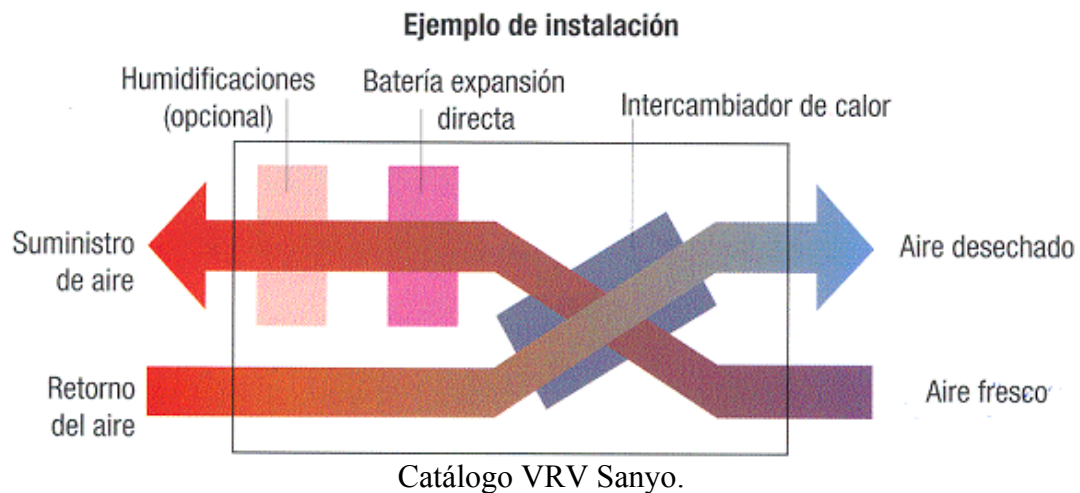 Ejemplo de instalación
Humidificaciones
(opcional)
Batería expansión
directa
Intercambiador de calor
Suministro
de aire
Aire desechado
Retorno
del aire
Aire fresco
Catálogo VRV Sanyo.